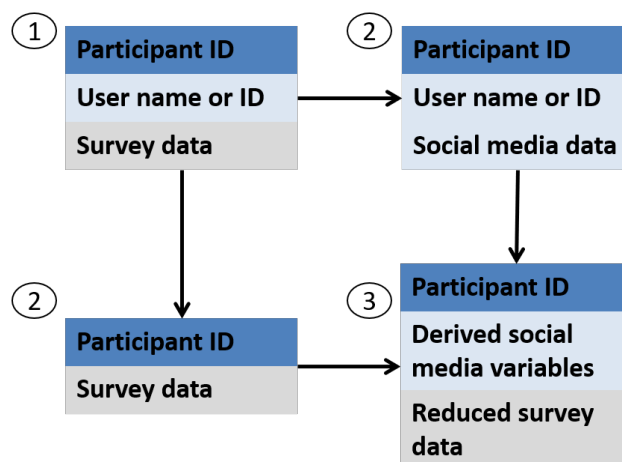 1
Participant ID
User name or ID
Survey data
2
Participant ID
User name or ID
Social media data
2
Participant ID
Survey data
3
Participant ID
Derived social
media variables
Reduced survey
data